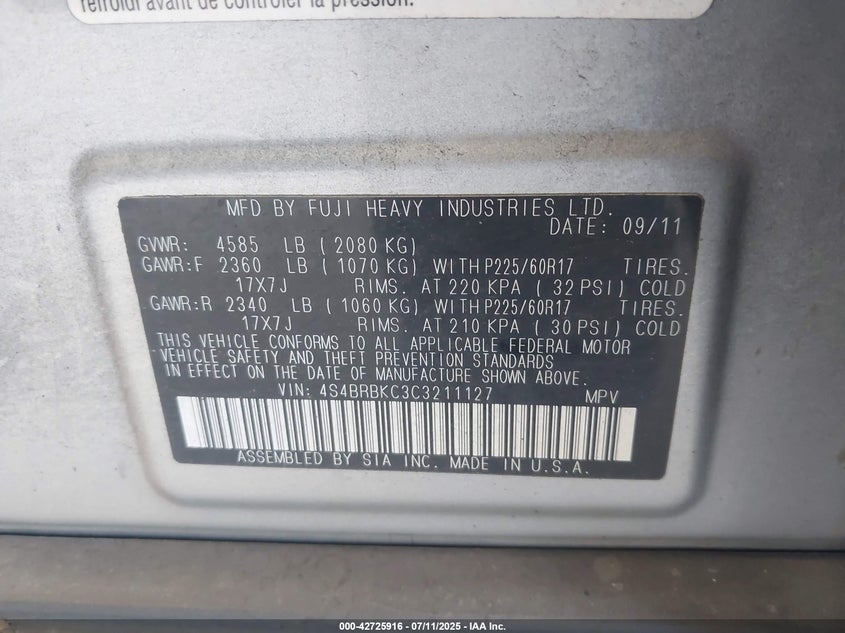 refroidi avant de contrôler la pression.
MFD BY FUJI HEAVY INDUSTRIES LTD.
DATE: 09/11
GVWR: 4585 LB ( 2080 KG)
GAWR:F 2360 LB ( 1070 KG) WITH P225/60R17 TIRES.
17X7J RIMS. AT 220 KPA ( 32 PSI) COLD
GAWR:R 2340 LB ( 1060 KG) WITH P225/60R17 TIRES.
17X7J RIMS. AT 210 KPA ( 30 PSI) COLD
THIS VEHICLE CONFORMS TO ALL APPLICABLE FEDERAL MOTOR
VEHICLE SAFETY AND THEFT PREVENTION STANDARDS
IN EFFECT ON THE DATE OF MANUFACTURE SHOWN ABOVE.
VIN: 4S4BRBKC3C3211127 MPV
ASSEMBLED BY SIA INC. MADE IN U.S.A.
000-42725916 - 07/11/2025 - IAA Inc.